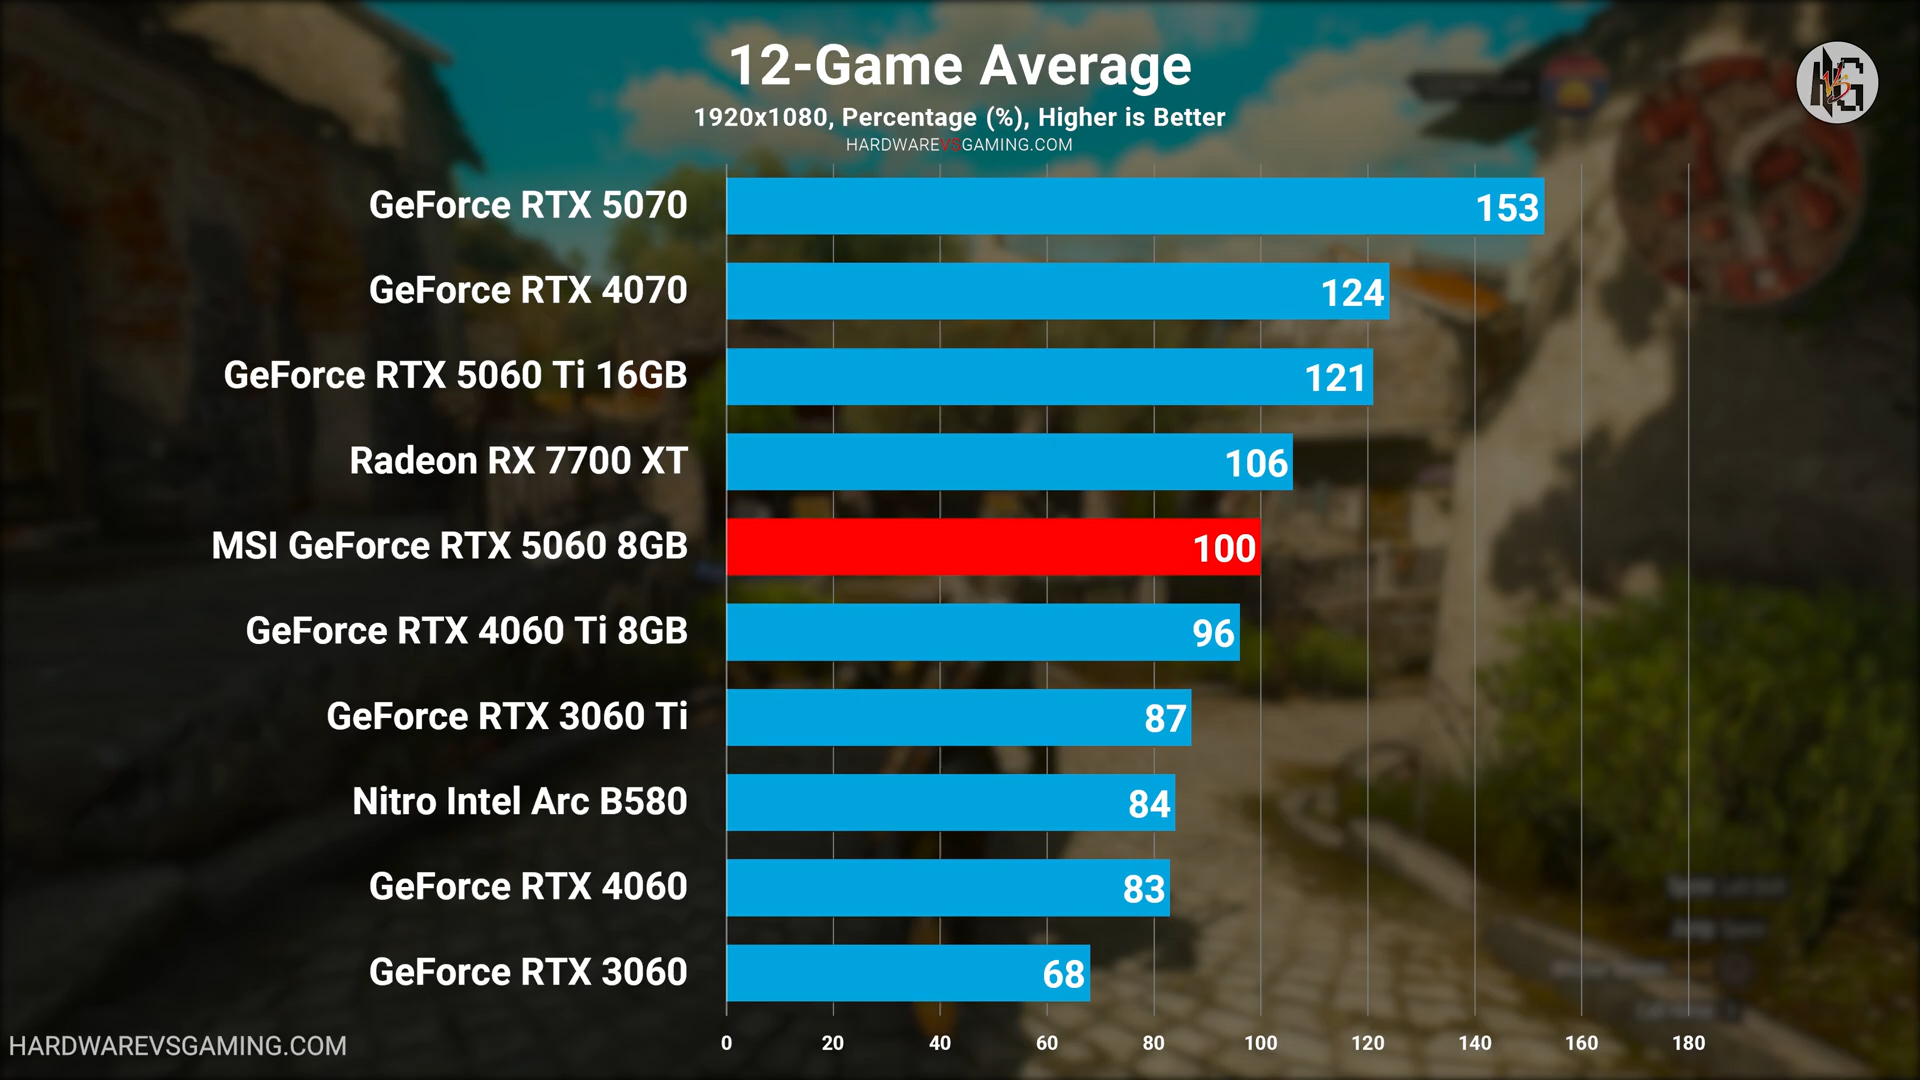 12-Game Average
1920x1080, Percentage (%), Higher is Better
HARDWAREVSGAMING.COM
GeForce RTX 5070 153
GeForce RTX 4070 124
GeForce RTX 5060 Ti 16GB 121
Radeon RX 7700 XT 106
MSI GeForce RTX 5060 8GB 100
GeForce RTX 4060 Ti 8GB 96
GeForce RTX 3060 Ti 87
Nitro Intel Arc B580 84
GeForce RTX 4060 83
GeForce RTX 3060 68
0 20 40 60 80 100 120 140 160 180
HARDWAREVSGAMING.COM